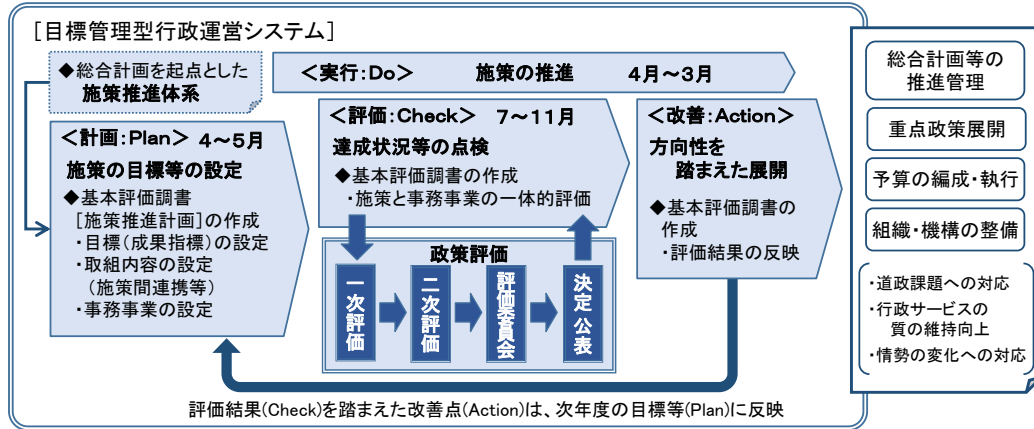 [目標管理型行政運営システム]
◆総合計画を起点とした
施策推進体系
＜実行:Do＞ 施策の推進 4月～3月
＜計画:Plan＞ 4～5月
施策の目標等の設定
◆基本評価調書
[施策推進計画]の作成
・目標(成果指標)の設定
・取組内容の設定
(施策間連携等)
・事務事業の設定
＜評価:Check＞ 7～11月
達成状況等の点検
◆基本評価調書の作成
・施策と事務事業の一体的評価
政策評価
一次評価
二次評価
評価委員会
決定公表
＜改善:Action＞
方向性を
踏まえた展開
◆基本評価調書の
作成
・評価結果の反映
評価結果(Check)を踏まえた改善点(Action)は、次年度の目標等(Plan)に反映
総合計画等の
推進管理
重点政策展開
予算の編成・執行
組織・機構の整備
・道政課題への対応
・行政サービスの
質の維持向上
・情勢の変化への対応